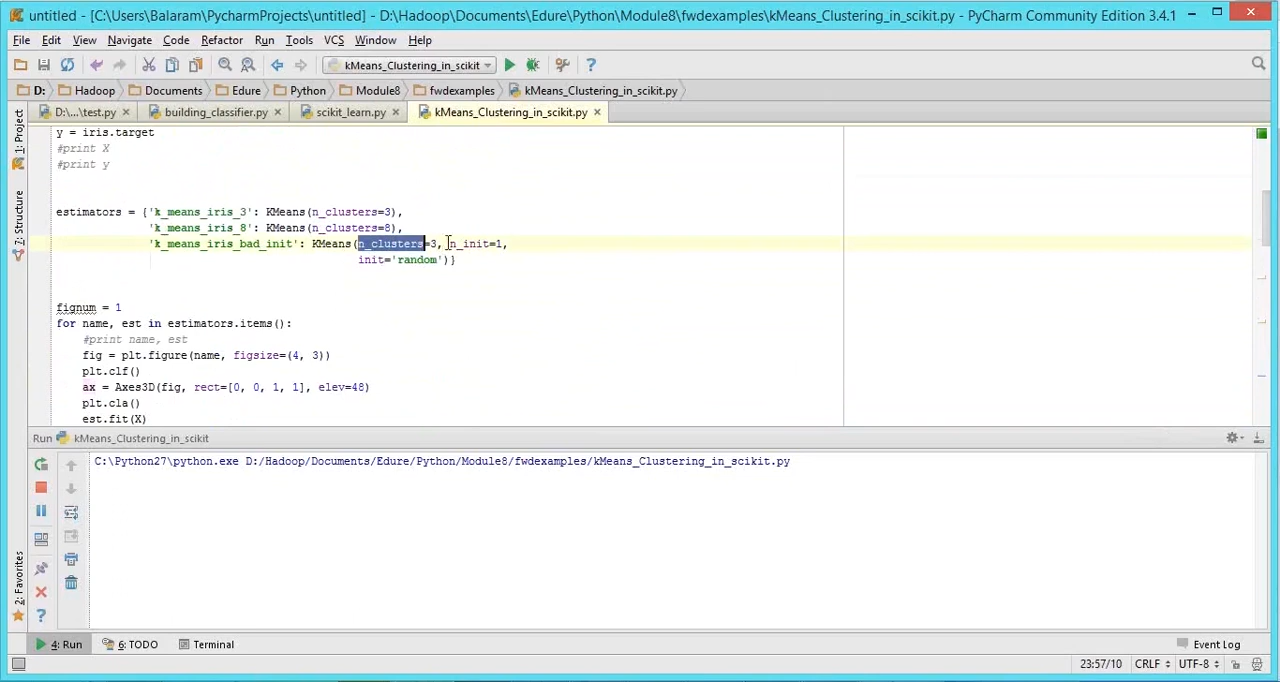 untitled - [C:\Users\Balaram\PycharmProjects\untitled] - D:\Hadoop\Documents\Edure\Python\Module8\fwdexamples\kMeans_Clustering_in_scikit.py - PyCharm Community Edition 3.4.1
File Edit View Navigate Code Refactor Run Tools VCS Window Help
kMeans_Clustering_in_scikit
D: Hadoop Documents Edure Python Module8 fwdexamples kMeans_Clustering_in_scikit.py
D:\...\test.py building_classifier.py scikit_learn.py kMeans_Clustering_in_scikit.py
1: Project
7: Structure
2: Favorites
y = iris.target
#print X
#print y
estimators = {'k_means_iris_3': KMeans(n_clusters=3),
'k_means_iris_8': KMeans(n_clusters=8),
'k_means_iris_bad_init': KMeans(n_clusters=3, n_init=1,
init='random')}
fignum = 1
for name, est in estimators.items():
#print name, est
fig = plt.figure(name, figsize=(4, 3))
plt.clf()
ax = Axes3D(fig, rect=[0, 0, 1, 1], elev=48)
plt.cla()
est.fit(X)
Run kMeans_Clustering_in_scikit
C:\Python27\python.exe D:/Hadoop/Documents/Edure/Python/Module8/fwdexamples/kMeans_Clustering_in_scikit.py
4: Run 6: TODO Terminal Event Log
23:57/10 CRLF UTF-8